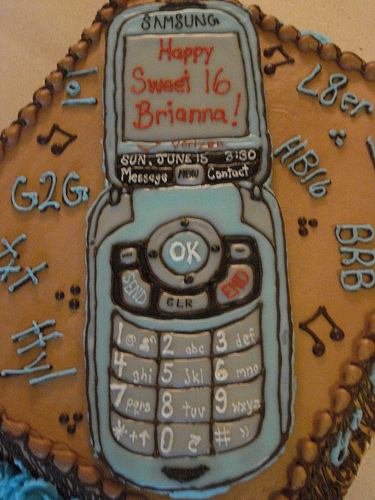 SAMSUNG
Happy
Sweet 16
Brianna!
verizon
SUN, JUNE 15 3:30
Message MENU Contact
lol
L8er
G2G
HB16
BRB
txt
ttyl
OK
SEND
CLR
END
1 @
2 abc
3 def
4 ghi
5 jkl
6 mno
7 pqrs
8 tuv
9 wxyz
* +↑
0
#